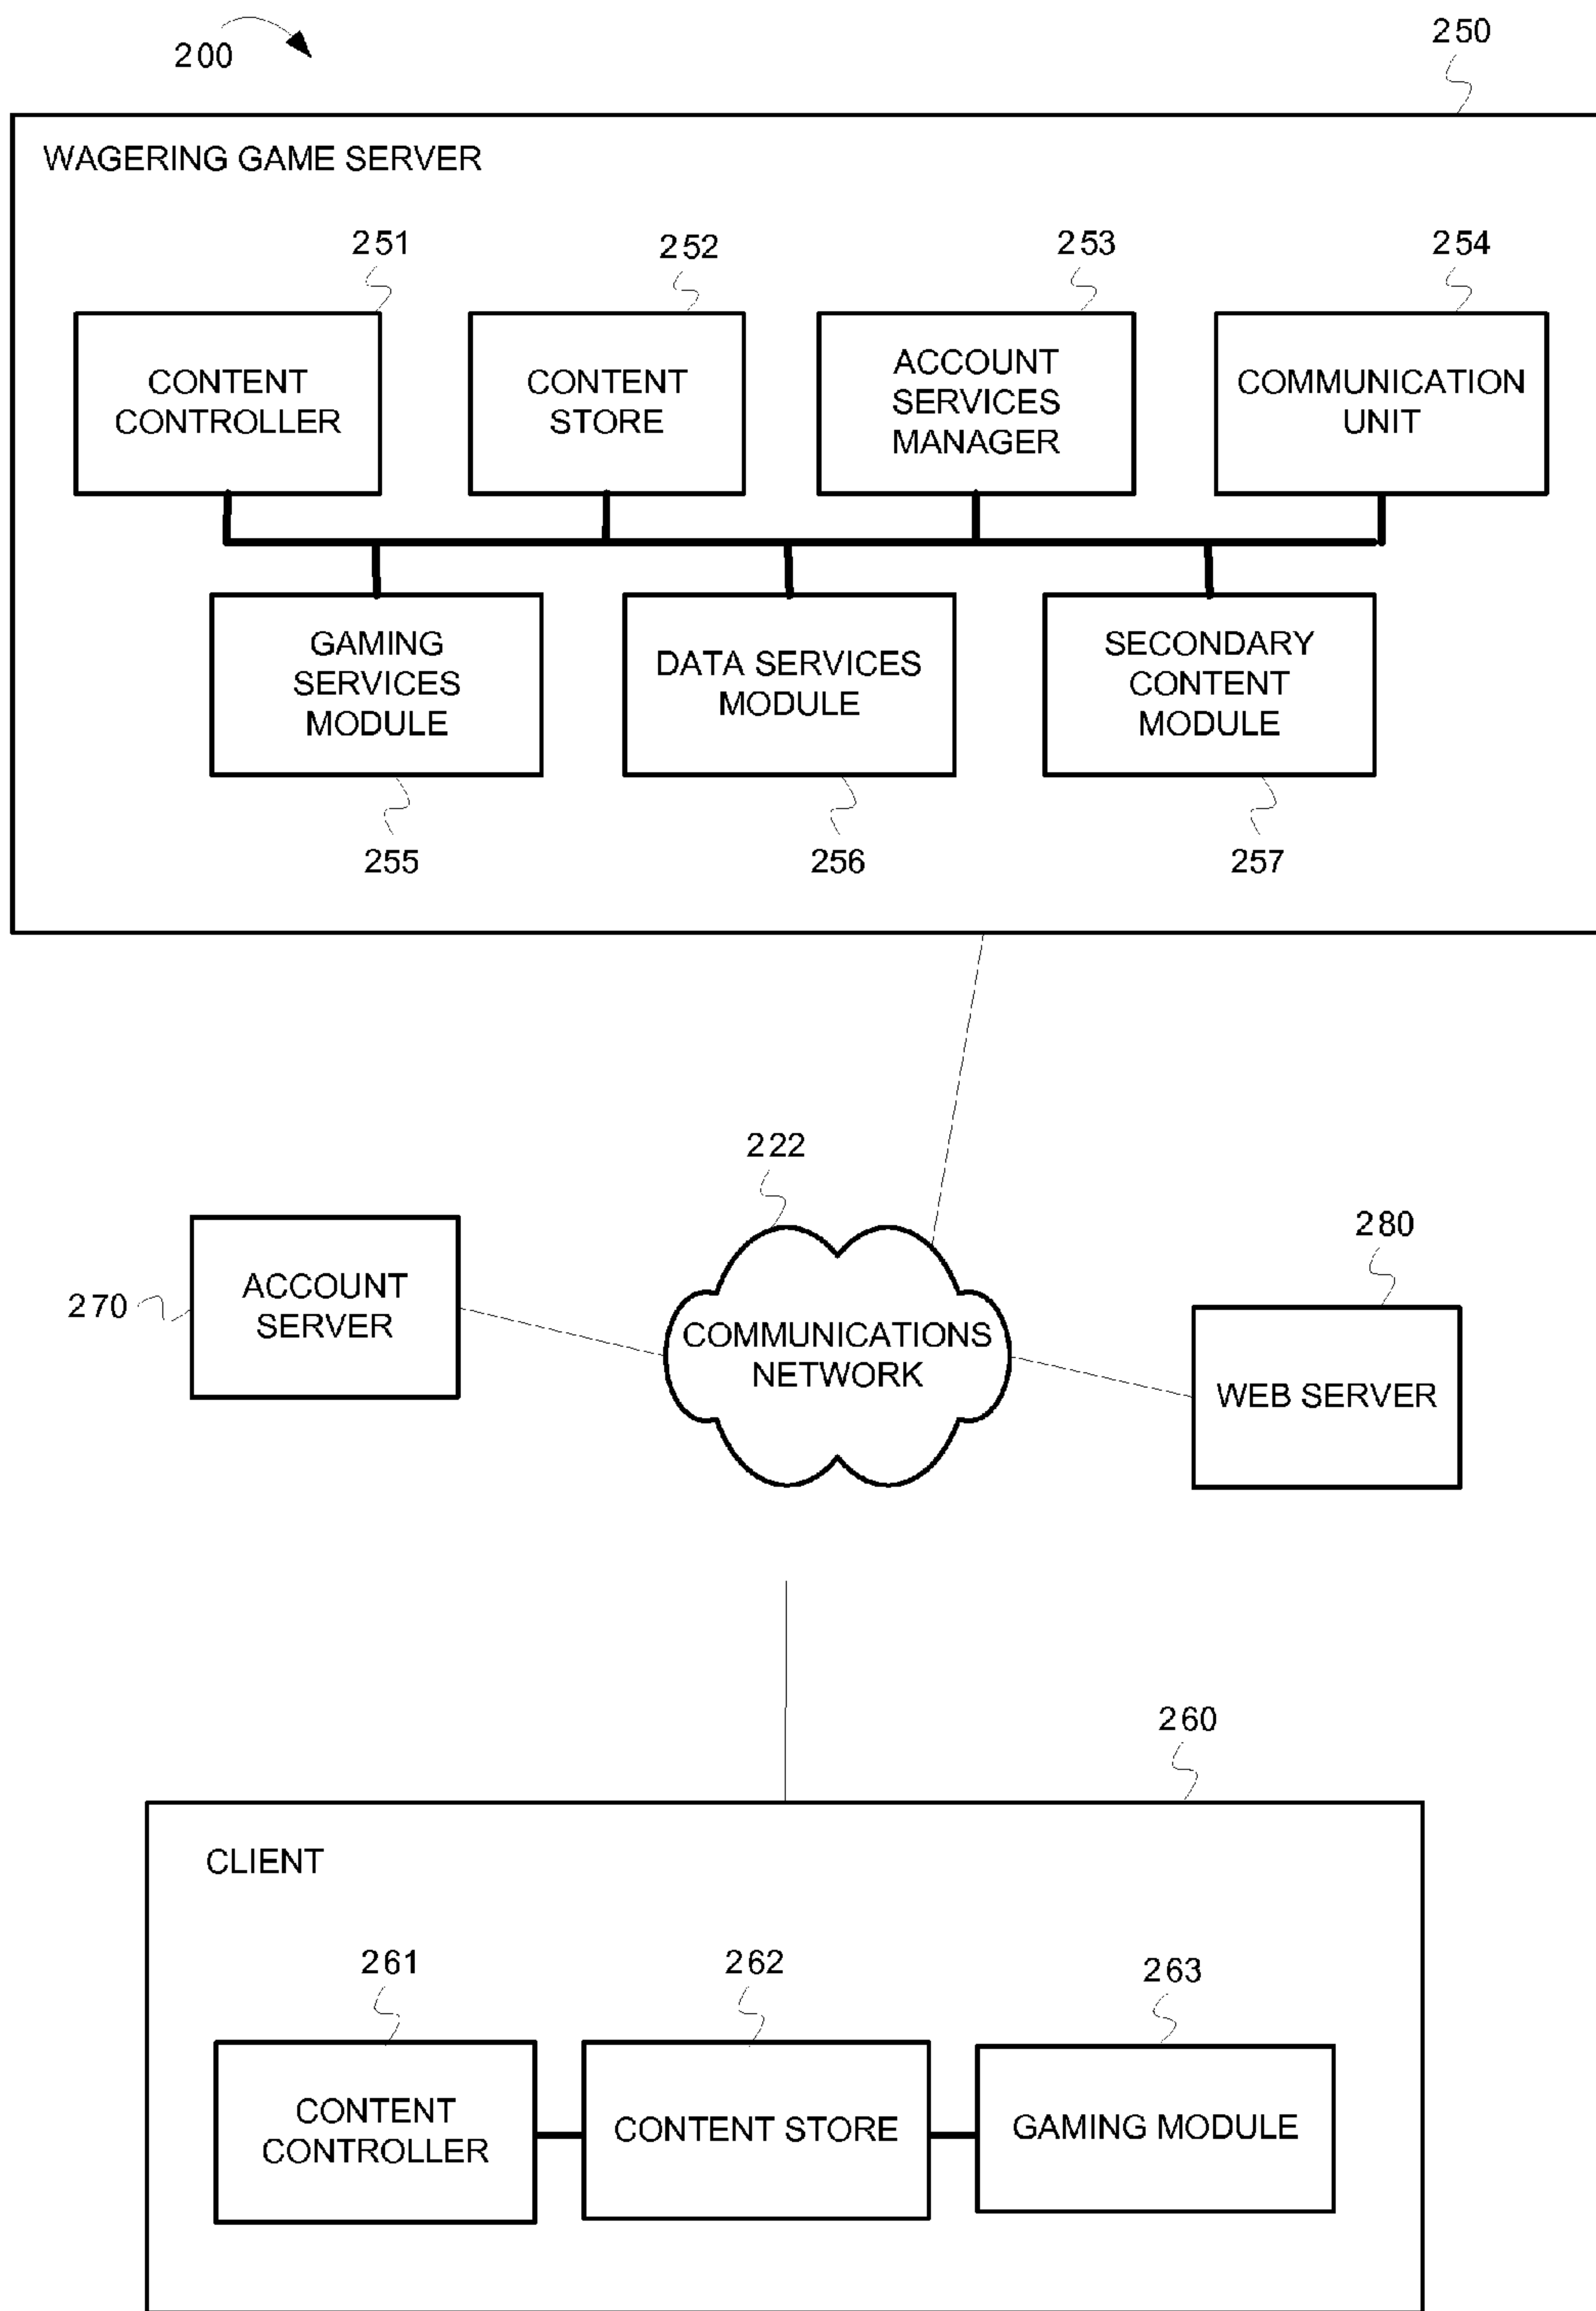 200
250
WAGERING GAME SERVER
251
252
253
254
CONTENT
CONTROLLER
CONTENT
STORE
ACCOUNT
SERVICES
MANAGER
COMMUNICATION
UNIT
GAMING
SERVICES
MODULE
DATA SERVICES
MODULE
SECONDARY
CONTENT
MODULE
255
256
257
222
280
270
ACCOUNT
SERVER
COMMUNICATIONS
NETWORK
WEB SERVER
260
CLIENT
261
262
263
CONTENT
CONTROLLER
CONTENT STORE
GAMING MODULE